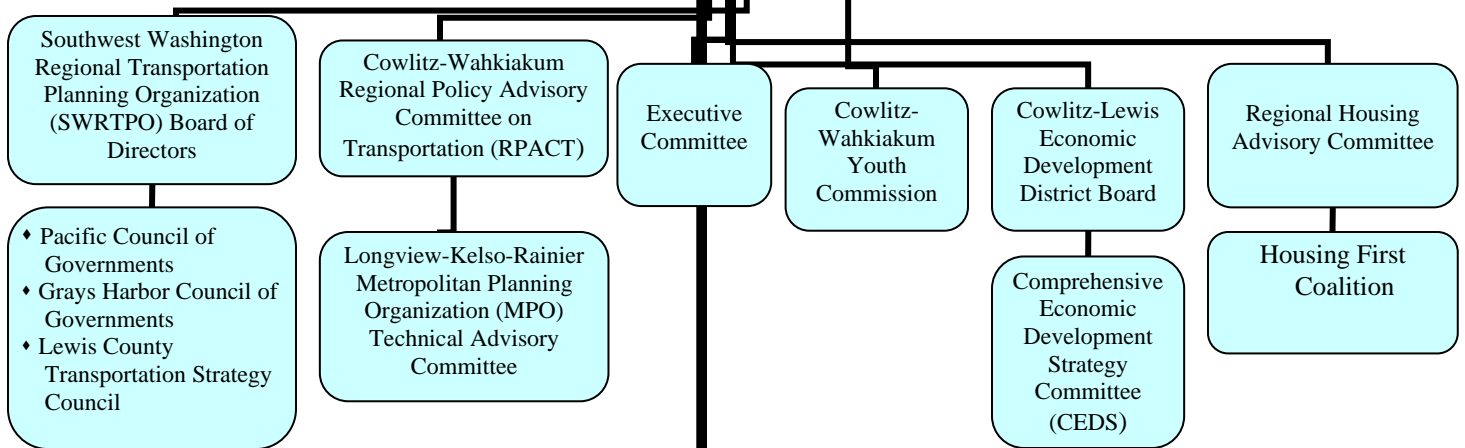 Southwest Washington
Regional Transportation
Planning Organization
(SWRTPO) Board of
Directors
Cowlitz-Wahkiakum
Regional Policy Advisory
Committee on
Transportation (RPACT)
Executive
Committee
Cowlitz-
Wahkiakum
Youth
Commission
Cowlitz-Lewis
Economic
Development
District Board
Regional Housing
Advisory Committee
♦ Pacific Council of
Governments
♦ Grays Harbor Council of
Governments
♦ Lewis County
Transportation Strategy
Council
Longview-Kelso-Rainier
Metropolitan Planning
Organization (MPO)
Technical Advisory
Committee
Comprehensive
Economic
Development
Strategy
Committee
(CEDS)
Housing First
Coalition